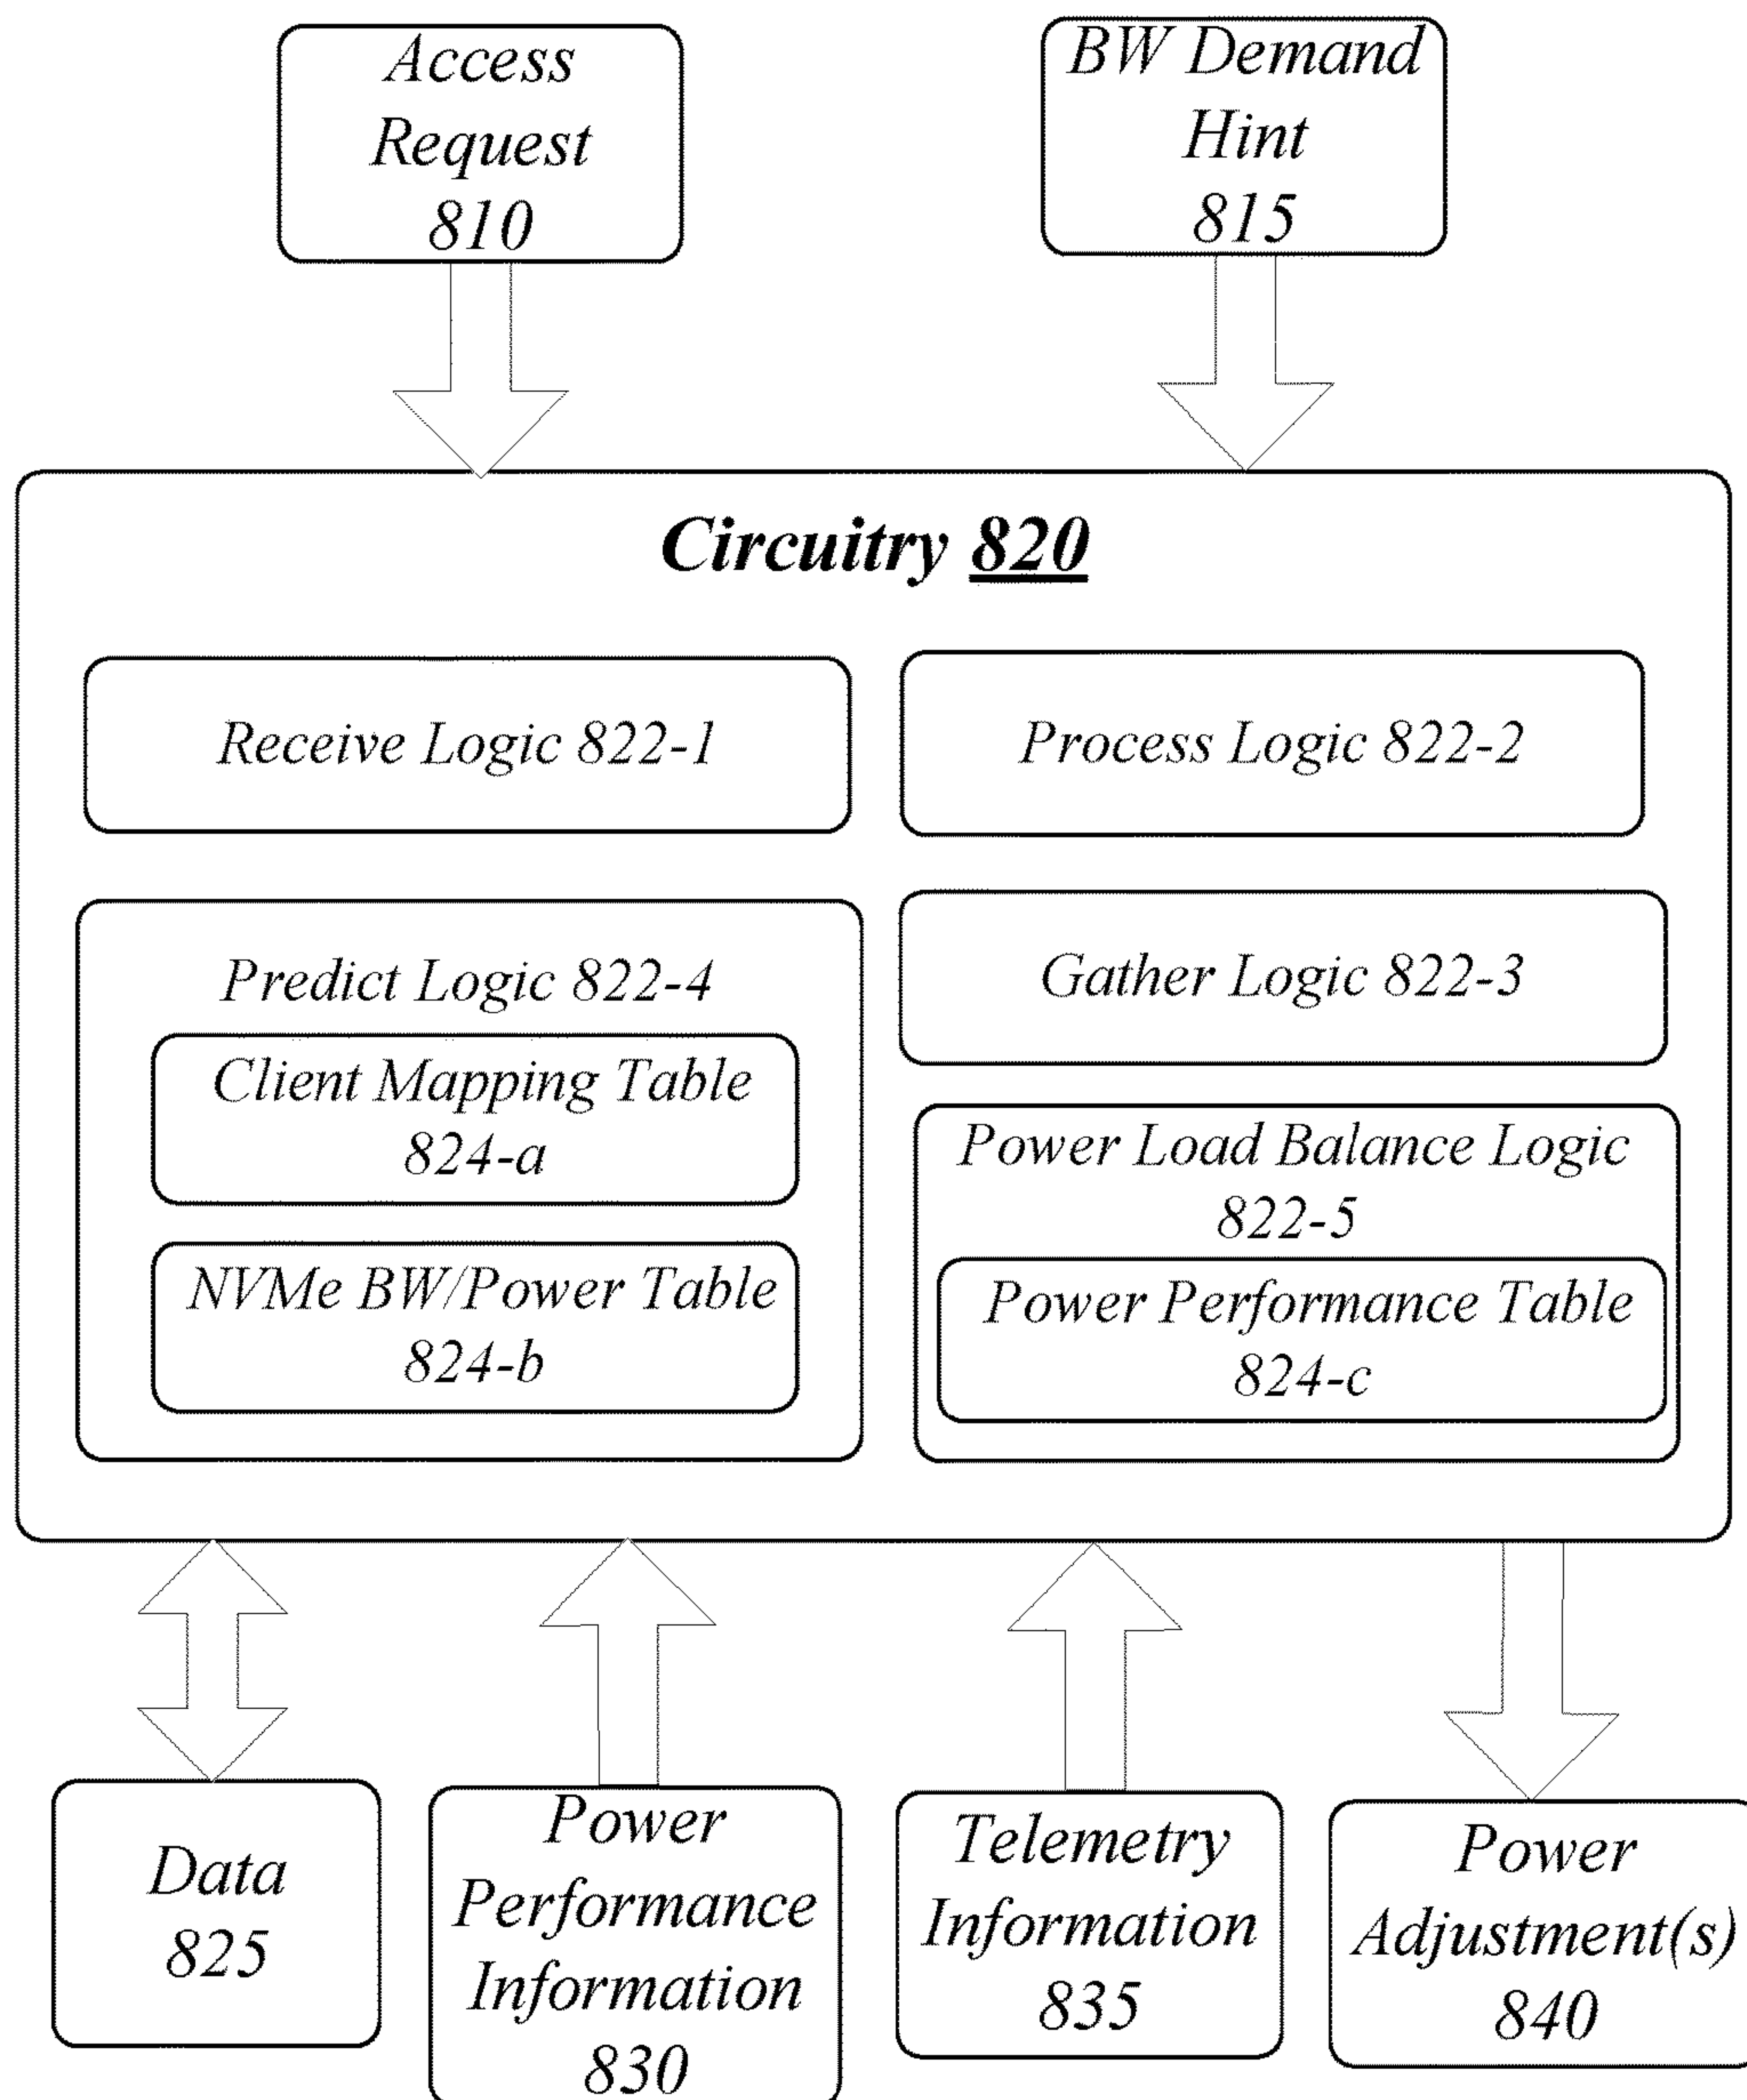 Access
Request
810
BW Demand
Hint
815
Circuitry 820
Receive Logic 822-1
Process Logic 822-2
Predict Logic 822-4
Client Mapping Table
824-a
NVMe BW/Power Table
824-b
Gather Logic 822-3
Power Load Balance Logic
822-5
Power Performance Table
824-c
Data
825
Power
Performance
Information
830
Telemetry
Information
835
Power
Adjustment(s)
840